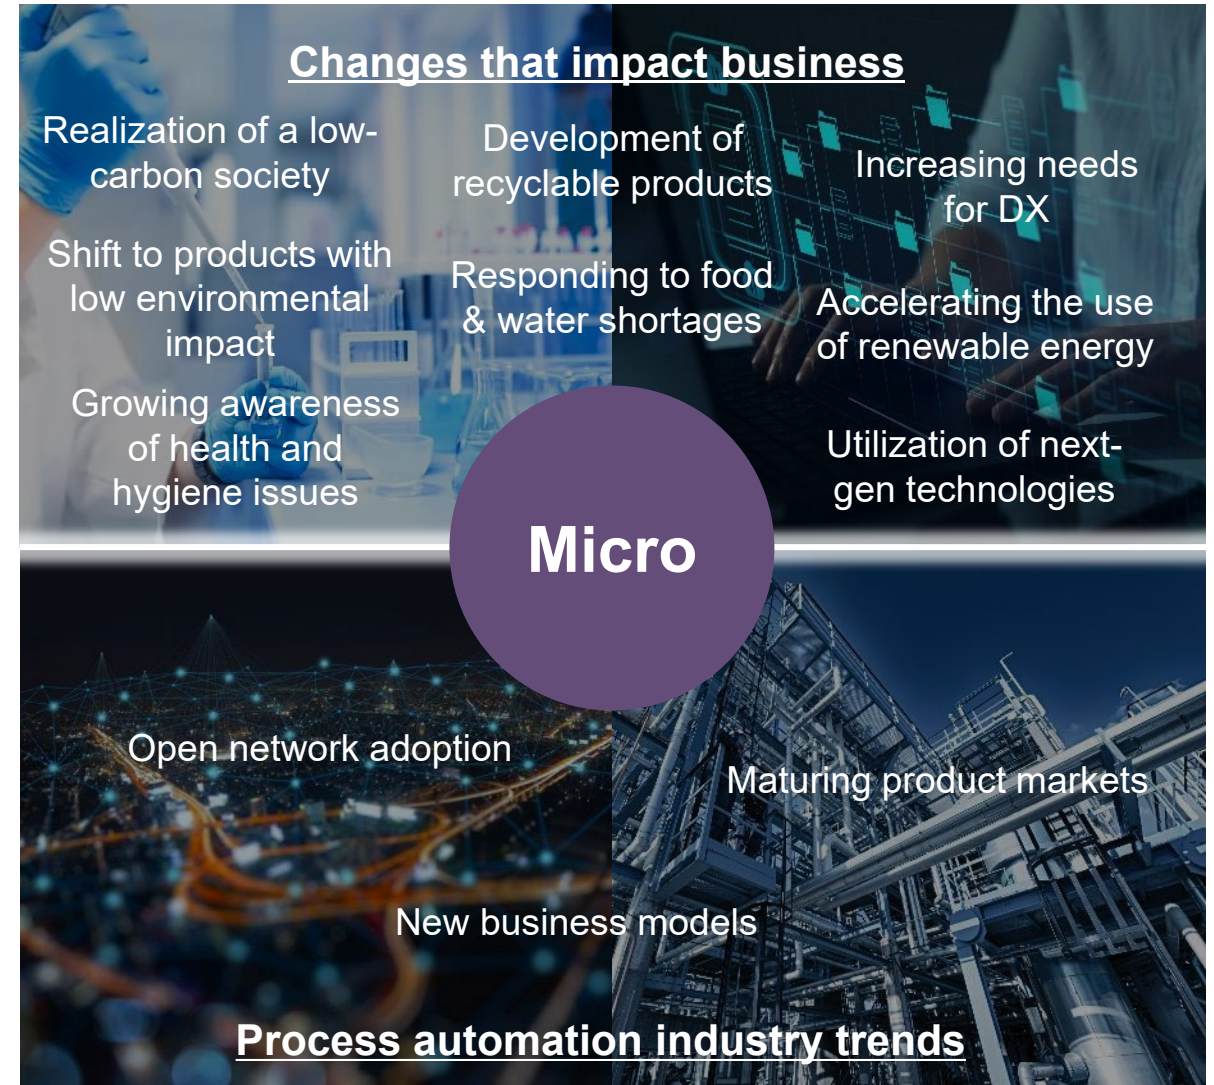 Changes that impact business
Realization of a low-
carbon society
Development of
recyclable products
Increasing needs
for DX
Shift to products with
low environmental
impact
Responding to food
& water shortages
Accelerating the use
of renewable energy
Growing awareness
of health and
hygiene issues
Utilization of next-
gen technologies
Micro
Open network adoption
Maturing product markets
New business models
Process automation industry trends